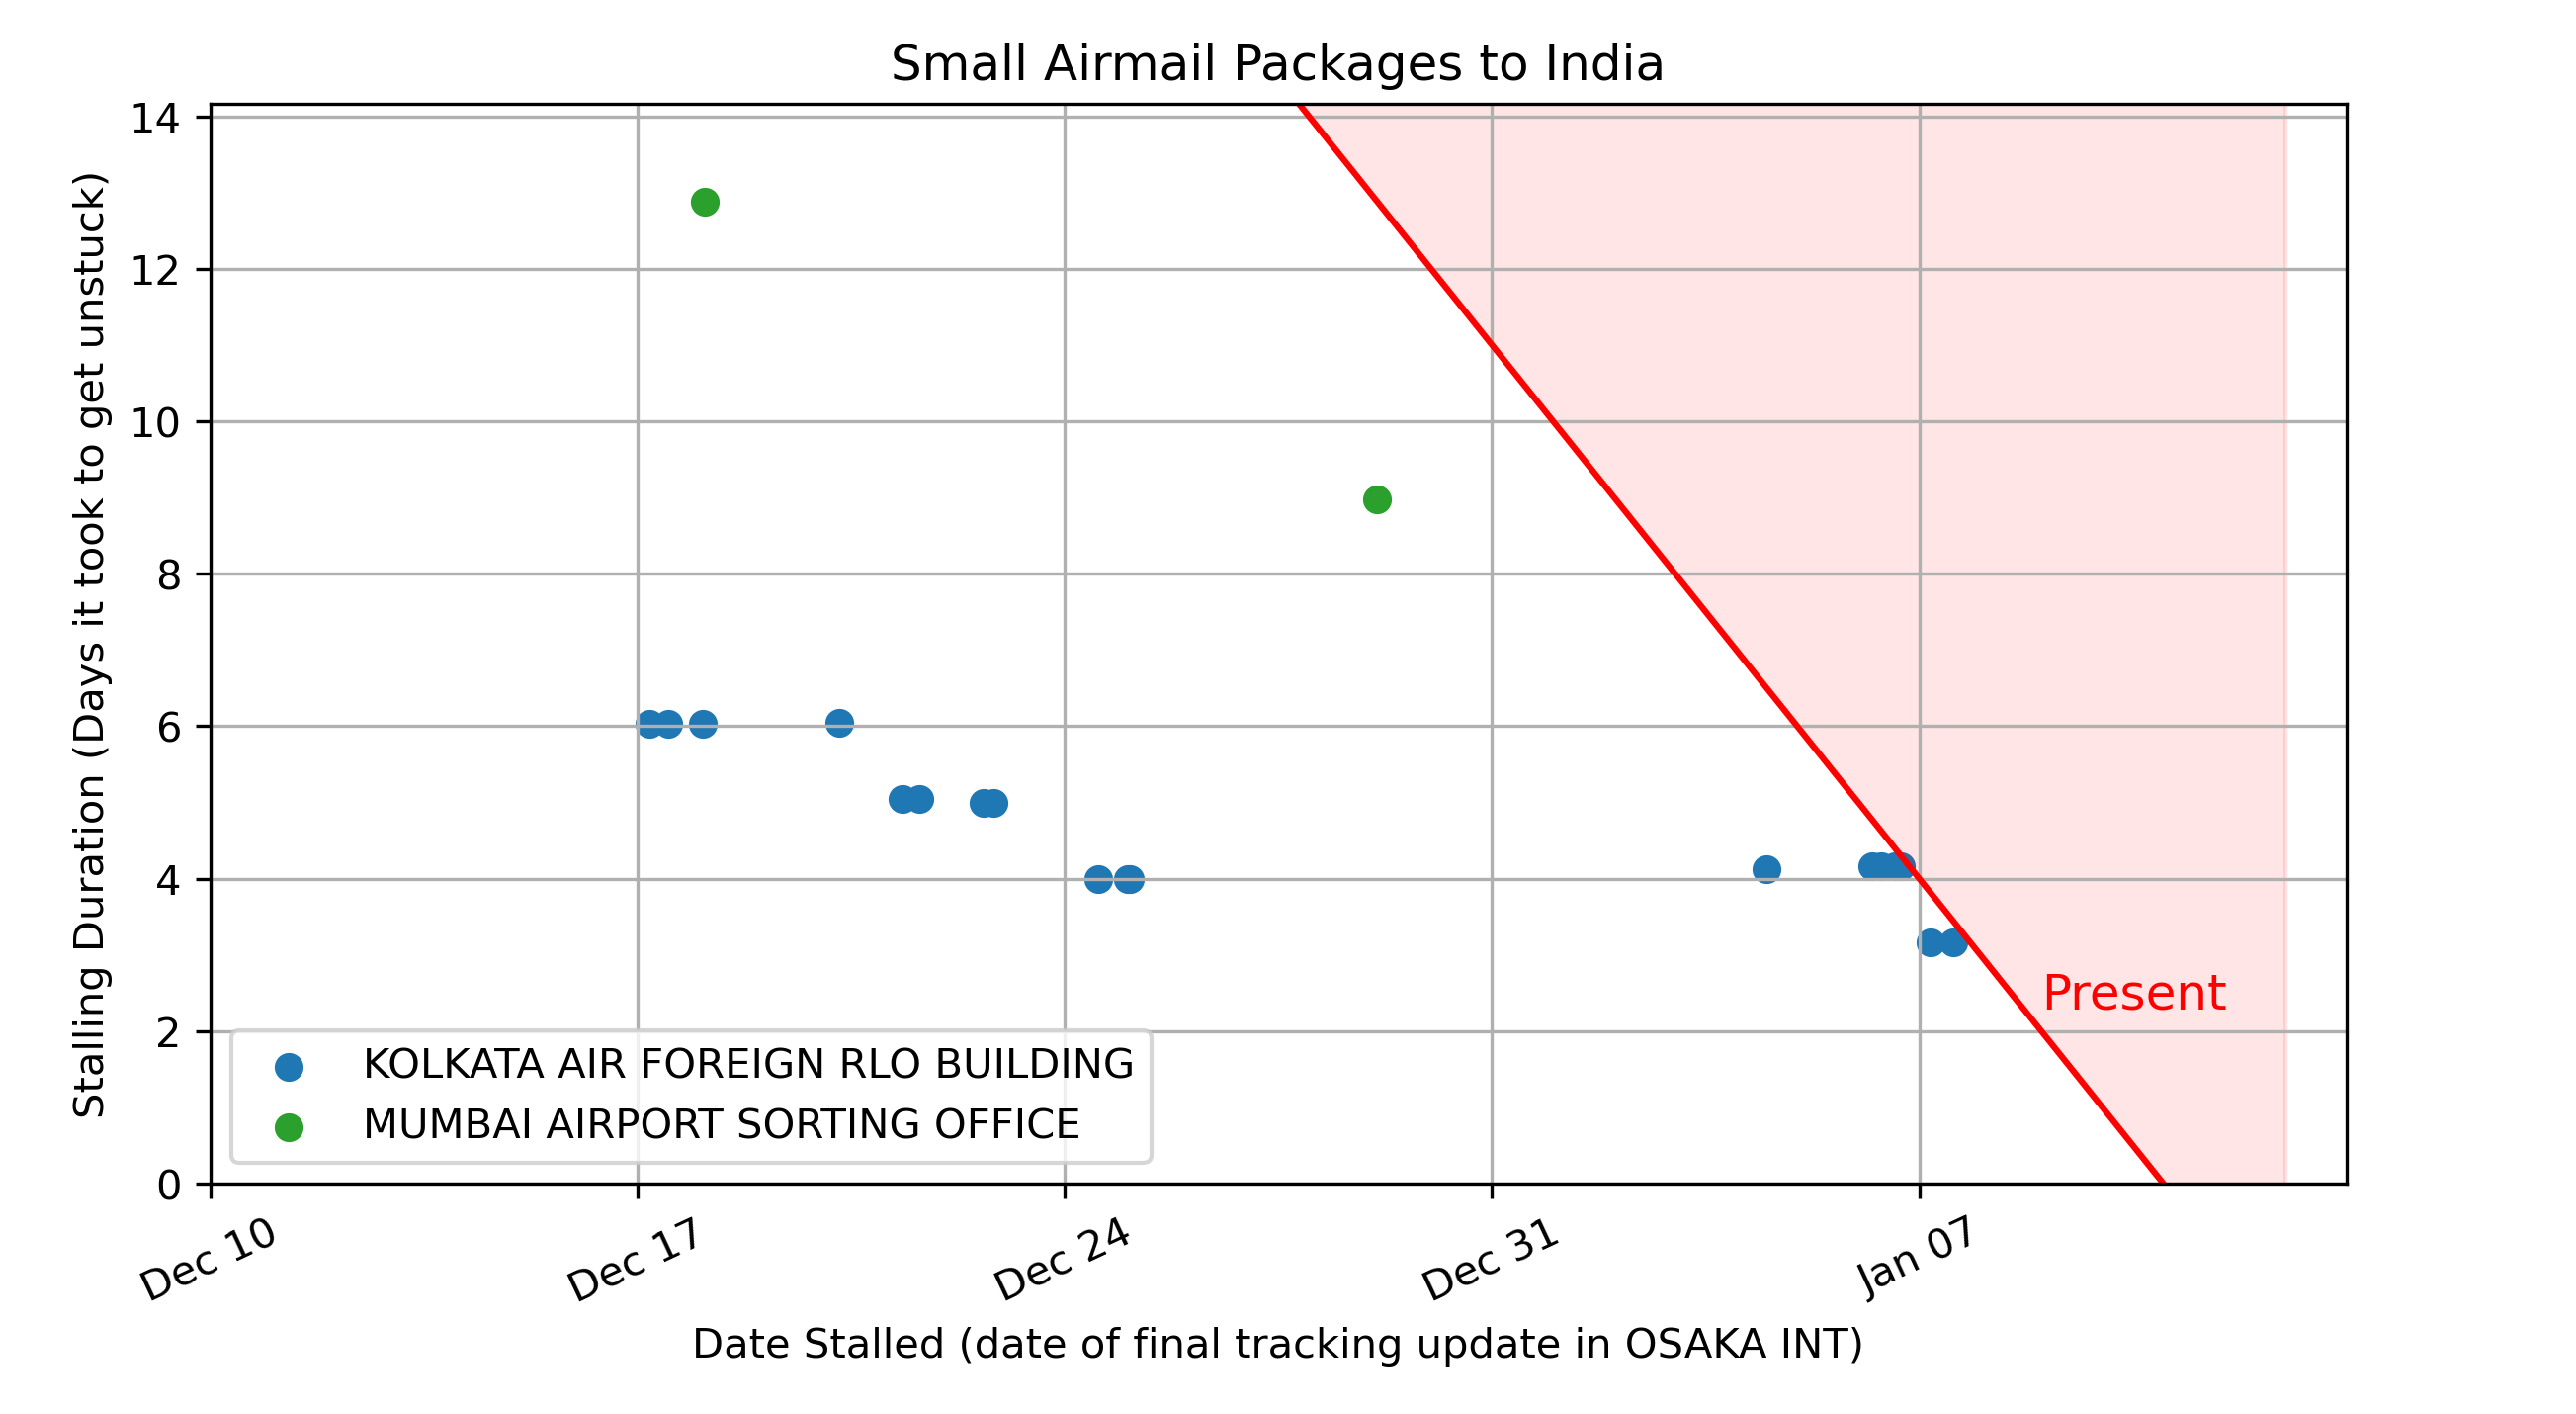 Small Airmail Packages to India
Stalling Duration (Days it took to get unstuck)
14
12
10
8
6
4
2
0
Present
KOLKATA AIR FOREIGN RLO BUILDING
MUMBAI AIRPORT SORTING OFFICE
Dec 10
Dec 17
Dec 24
Dec 31
Jan 07
Date Stalled (date of final tracking update in OSAKA INT)